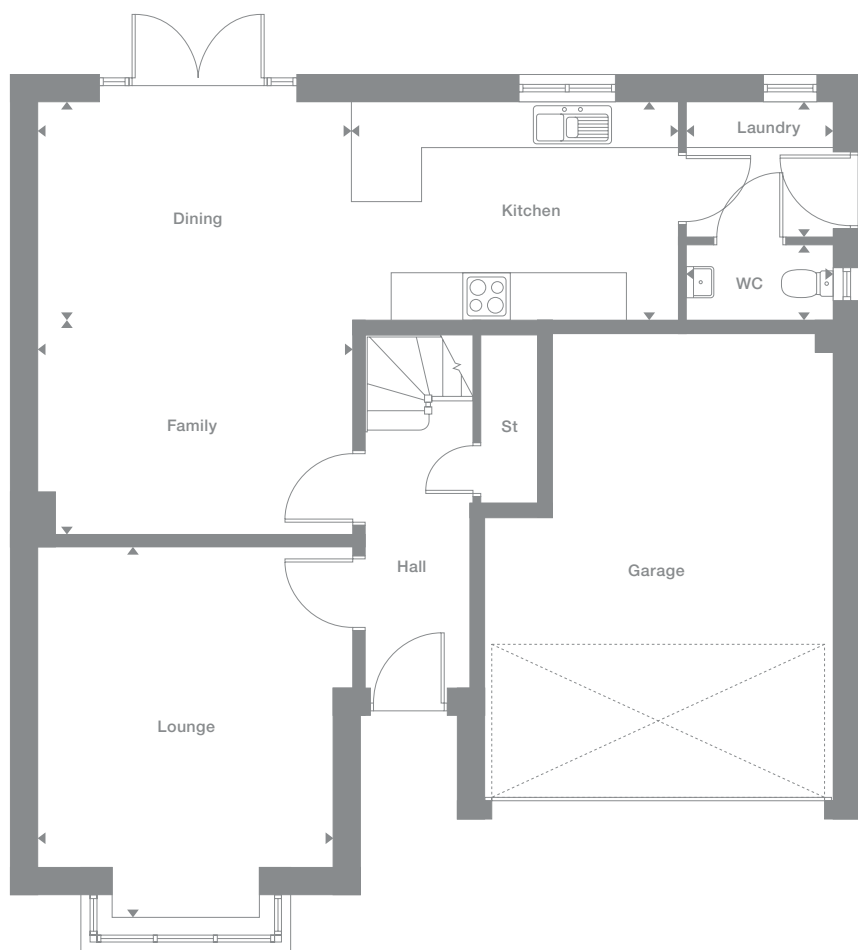 Laundry
Dining
Kitchen
WC
Family
St
Hall
Garage
Lounge